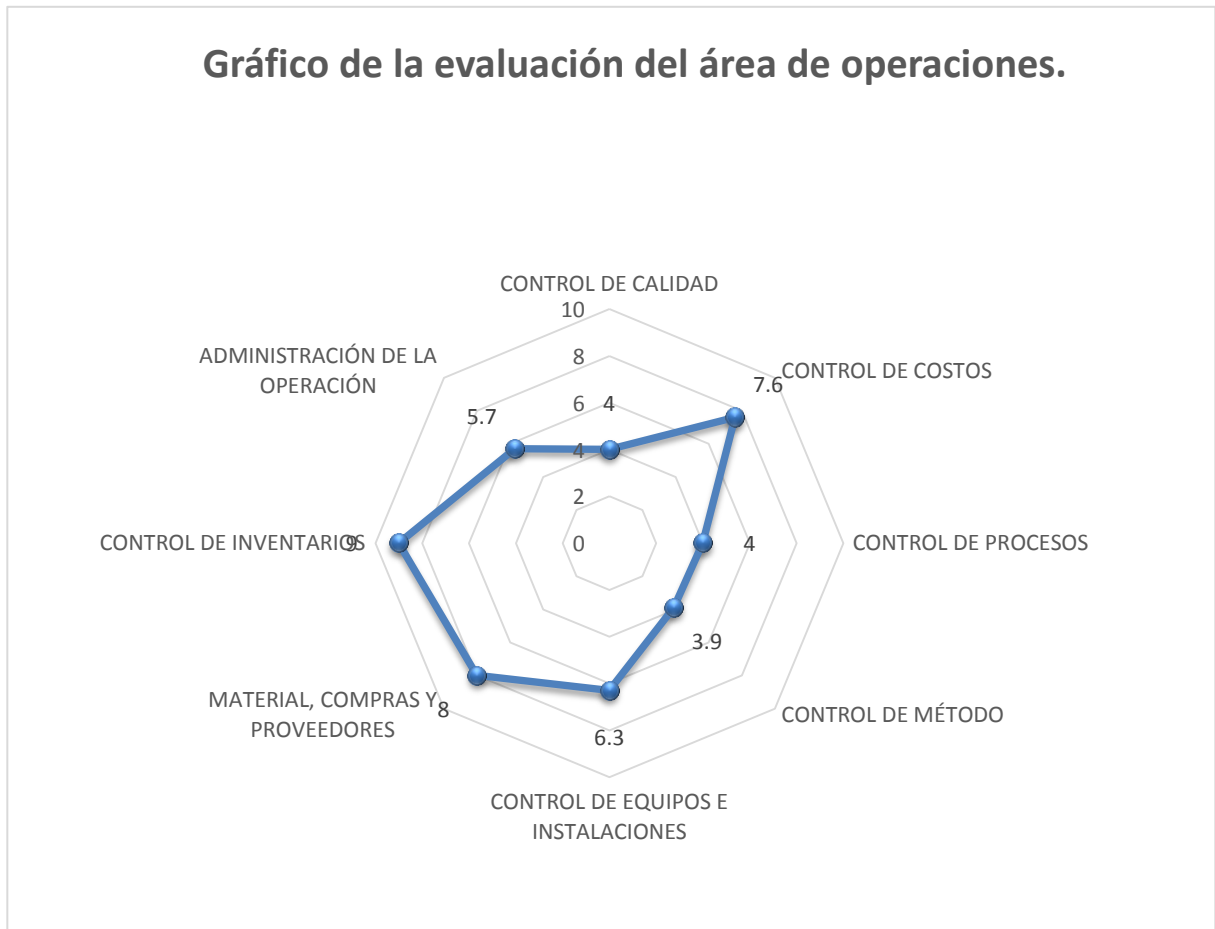 Gráfico de la evaluación del área de operaciones.
CONTROL DE CALIDAD
10
ADMINISTRACIÓN DE LA
OPERACIÓN
8
CONTROL DE COSTOS
7.6
5.7
6
4
4
2
CONTROL DE INVENTARIOS
9
0
4
CONTROL DE PROCESOS
3.9
MATERIAL, COMPRAS Y
PROVEEDORES
8
CONTROL DE MÉTODO
6.3
CONTROL DE EQUIPOS E
INSTALACIONES